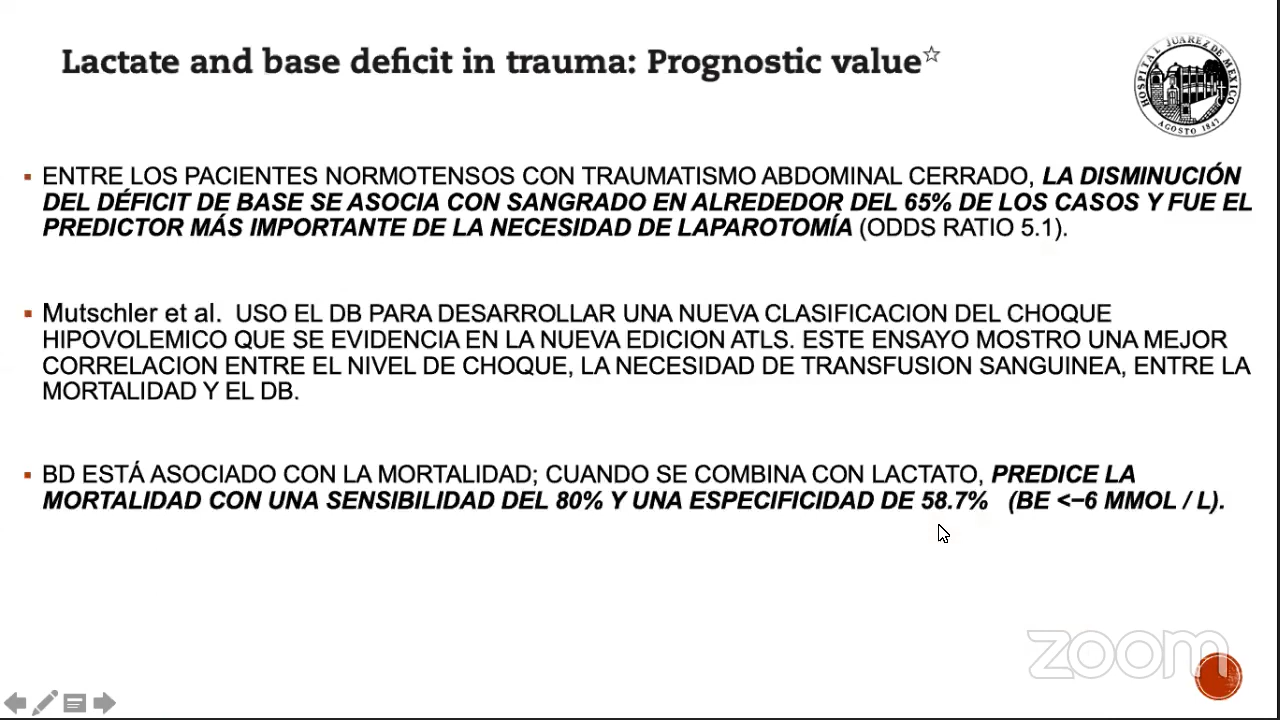 Lactate and base deficit in trauma: Prognostic value☆
HOSPITAL JUAREZ DE MEXICO
AGOSTO 1847
▪ ENTRE LOS PACIENTES NORMOTENSOS CON TRAUMATISMO ABDOMINAL CERRADO, LA DISMINUCIÓN
DEL DÉFICIT DE BASE SE ASOCIA CON SANGRADO EN ALREDEDOR DEL 65% DE LOS CASOS Y FUE EL
PREDICTOR MÁS IMPORTANTE DE LA NECESIDAD DE LAPAROTOMÍA (ODDS RATIO 5.1).
▪ Mutschler et al. USO EL DB PARA DESARROLLAR UNA NUEVA CLASIFICACION DEL CHOQUE
HIPOVOLEMICO QUE SE EVIDENCIA EN LA NUEVA EDICION ATLS. ESTE ENSAYO MOSTRO UNA MEJOR
CORRELACION ENTRE EL NIVEL DE CHOQUE, LA NECESIDAD DE TRANSFUSION SANGUINEA, ENTRE LA
MORTALIDAD Y EL DB.
▪ BD ESTÁ ASOCIADO CON LA MORTALIDAD; CUANDO SE COMBINA CON LACTATO, PREDICE LA
MORTALIDAD CON UNA SENSIBILIDAD DEL 80% Y UNA ESPECIFICIDAD DE 58.7% (BE <−6 MMOL / L).
zoom